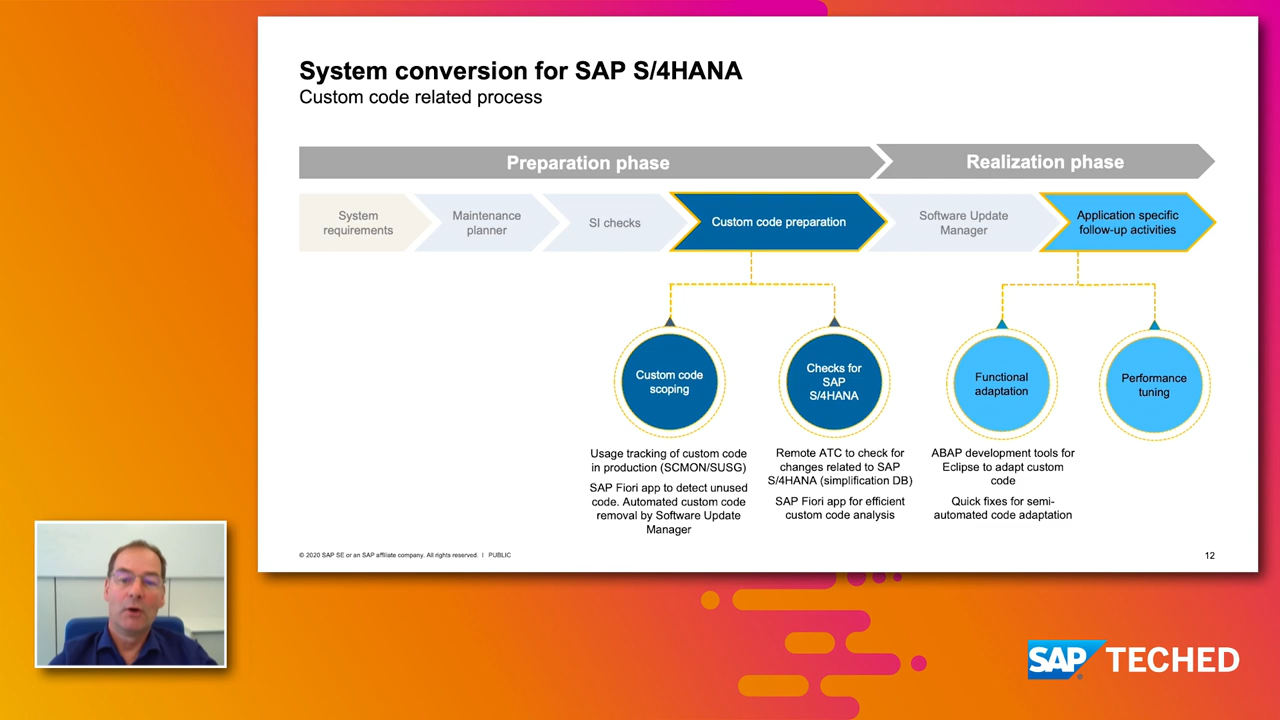 System conversion for SAP S/4HANA
Custom code related process
Preparation phase
Realization phase
System
requirements
Maintenance
planner
SI checks
Custom code preparation
Software Update
Manager
Application specific
follow-up activities
Custom code
scoping
Checks for
SAP
S/4HANA
Functional
adaptation
Performance
tuning
Usage tracking of custom code
in production (SCMON/SUSG)
SAP Fiori app to detect unused
code. Automated custom code
removal by Software Update
Manager
Remote ATC to check for
changes related to SAP
S/4HANA (simplification DB)
SAP Fiori app for efficient
custom code analysis
ABAP development tools for
Eclipse to adapt custom
code
Quick fixes for semi-
automated code adaptation
© 2020 SAP SE or an SAP affiliate company. All rights reserved. I PUBLIC
12
SAP TECHED